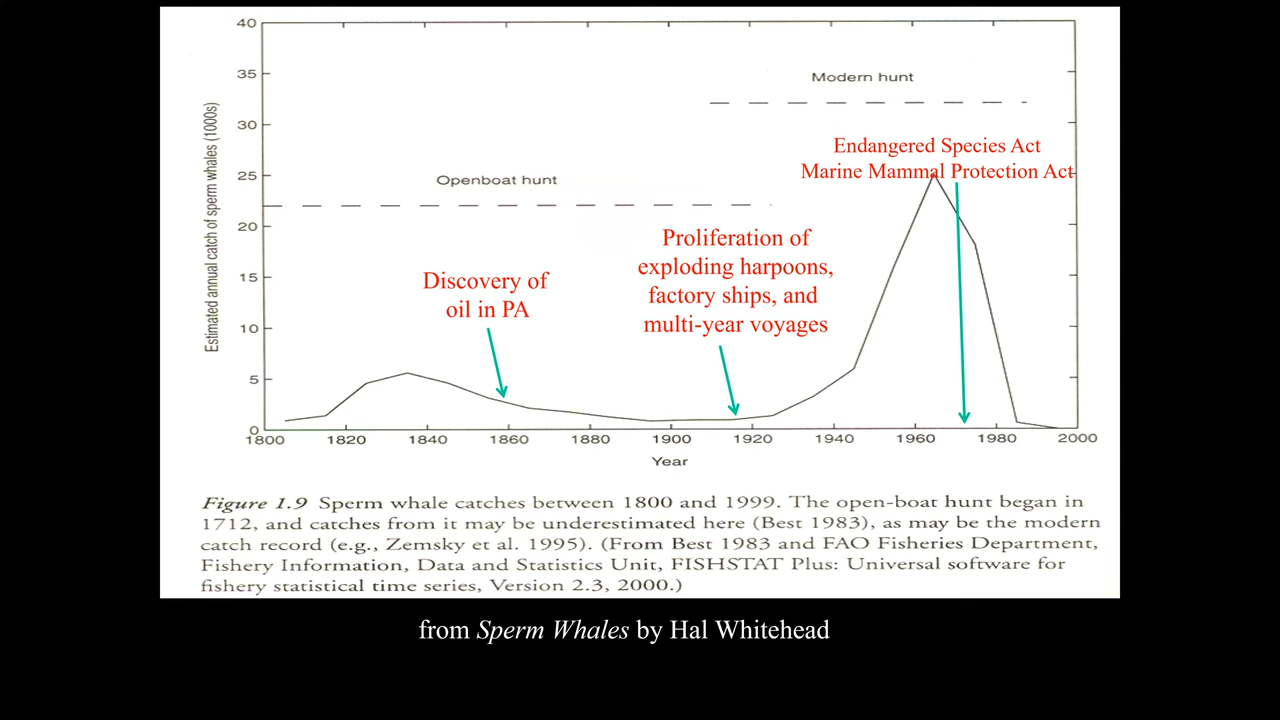 40
35
Modern hunt
30
Endangered Species Act
Marine Mammal Protection Act
25
Openboat hunt
20
Proliferation of
exploding harpoons,
factory ships, and
multi-year voyages
Discovery of
oil in PA
15
10
5
0
Estimated annual catch of sperm whales (1000s)
1800 1820 1840 1860 1880 1900 1920 1940 1960 1980 2000
Year
Figure 1.9 Sperm whale catches between 1800 and 1999. The open-boat hunt began in
1712, and catches from it may be underestimated here (Best 1983), as may be the modern
catch record (e.g., Zemsky et al. 1995). (From Best 1983 and FAO Fisheries Department,
Fishery Information, Data and Statistics Unit, FISHSTAT Plus: Universal software for
fishery statistical time series, Version 2.3, 2000.)
from Sperm Whales by Hal Whitehead